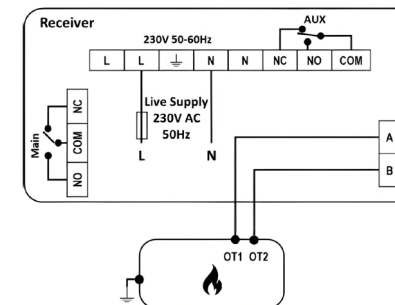 Receiver
AUX
230V 50-60Hz
L L N N NC NO COM
Live Supply
230V AC
50Hz
L N
Main
NC
COM
NO
A
B
OT1 OT2